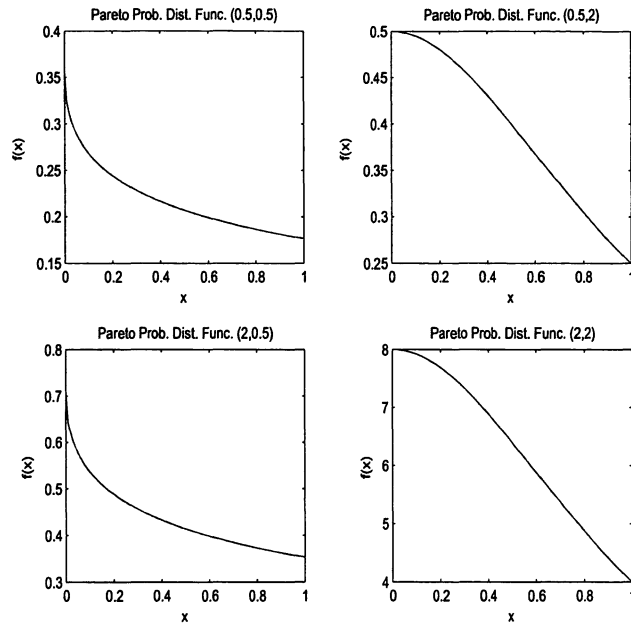 Pareto Prob. Dist. Func. (0.5,0.5)
0.4
0.35
0.3
0.25
0.2
0.15
f(x)
0 0.2 0.4 0.6 0.8 1
x
Pareto Prob. Dist. Func. (0.5,2)
0.5
0.45
0.4
0.35
0.3
0.25
f(x)
0 0.2 0.4 0.6 0.8 1
x
Pareto Prob. Dist. Func. (2,0.5)
0.8
0.7
0.6
0.5
0.4
0.3
f(x)
0 0.2 0.4 0.6 0.8 1
x
Pareto Prob. Dist. Func. (2,2)
8
7
6
5
4
f(x)
0 0.2 0.4 0.6 0.8 1
x